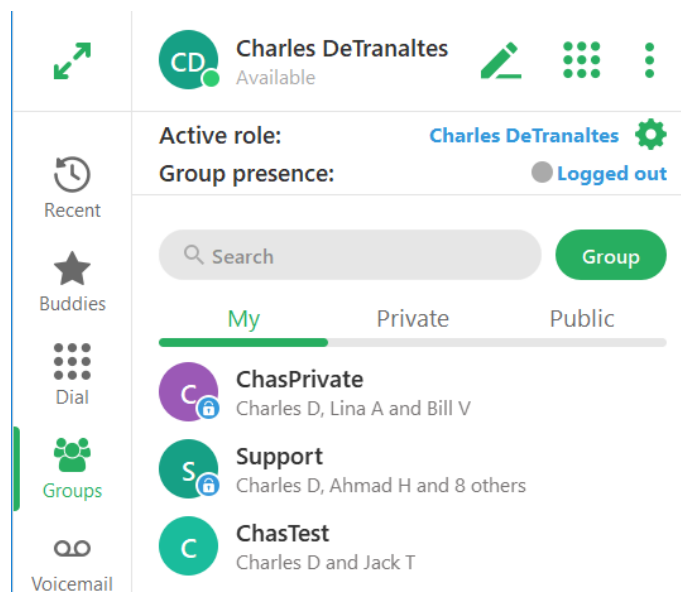 CD
Charles DeTranaltes
Available
Active role:
Charles DeTranaltes
Group presence:
Logged out
Recent
Buddies
Dial
Groups
Voicemail
Search
Group
My Private Public
C
ChasPrivate
Charles D, Lina A and Bill V
S
Support
Charles D, Ahmad H and 8 others
C
ChasTest
Charles D and Jack T